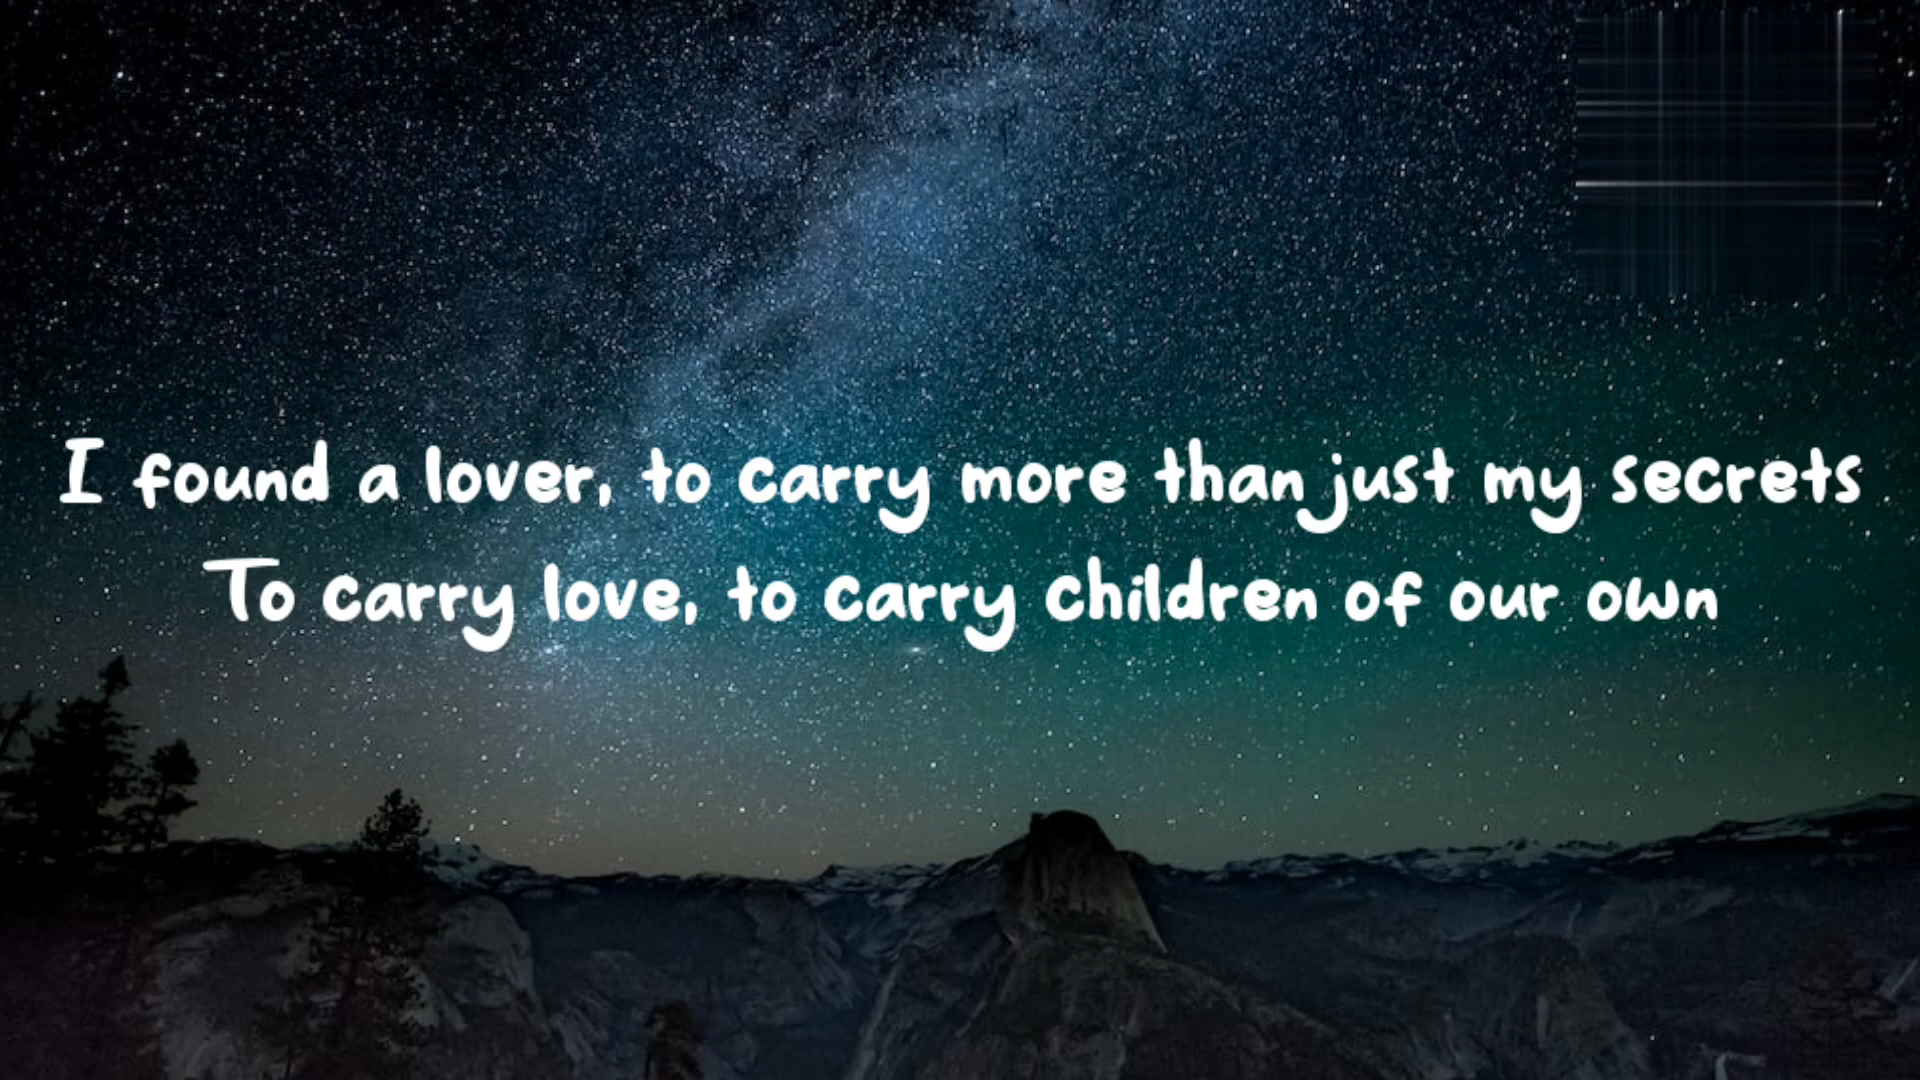 I found a lover, to carry more than just my secrets
To carry love, to carry children of our own